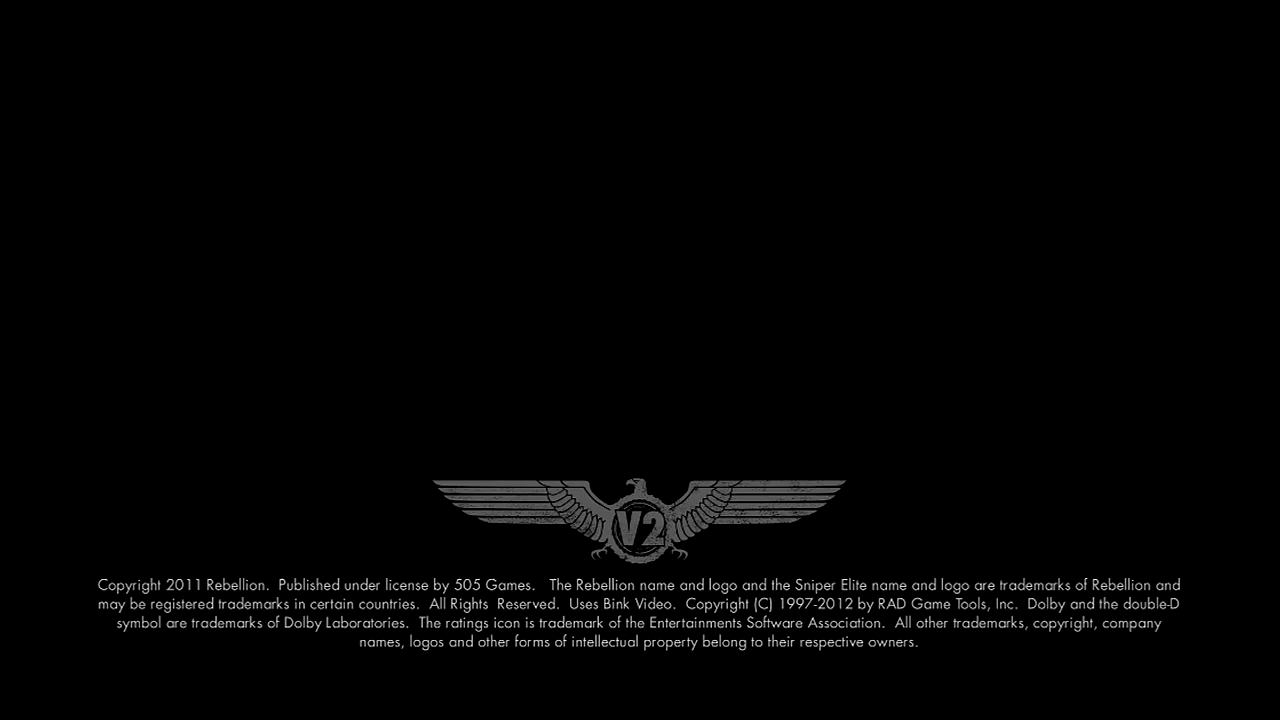 V2
Copyright 2011 Rebellion.  Published under license by 505 Games.   The Rebellion name and logo and the Sniper Elite name and logo are trademarks of Rebellion and
may be registered trademarks in certain countries.  All Rights  Reserved.  Uses Bink Video.  Copyright (C) 1997-2012 by RAD Game Tools, Inc.  Dolby and the double-D
symbol are trademarks of Dolby Laboratories.  The ratings icon is trademark of the Entertainments Software Association.  All other trademarks, copyright, company
names, logos and other forms of intellectual property belong to their respective owners.